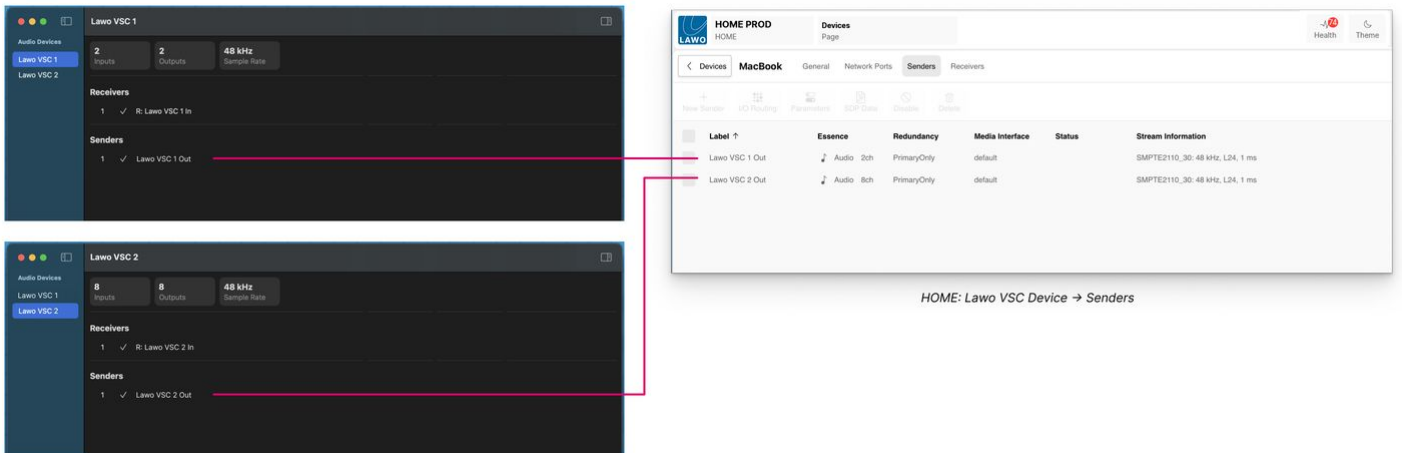 Lawo VSC 1
Audio Devices
Lawo VSC 1
Lawo VSC 2
2 2 48 kHz
Inputs Outputs Sample Rate
Receivers
1 ✓ R: Lawo VSC 1 In
Senders
1 ✓ Lawo VSC 1 Out
Lawo VSC 2
Audio Devices
Lawo VSC 1
Lawo VSC 2
8 8 48 kHz
Inputs Outputs Sample Rate
Receivers
1 ✓ R: Lawo VSC 2 In
Senders
1 ✓ Lawo VSC 2 Out
LAWO
HOME PROD Devices 74
HOME Page Health Theme
< Devices MacBook General Network Ports Senders Receivers
New Sender I/O Routing Parameters SDP Data Disable Delete
Label ↑ Essence Redundancy Media Interface Status Stream Information
Lawo VSC 1 Out Audio 2ch PrimaryOnly default SMPTE2110_30: 48 kHz, L24, 1 ms
Lawo VSC 2 Out Audio 8ch PrimaryOnly default SMPTE2110_30: 48 kHz, L24, 1 ms
HOME: Lawo VSC Device → Senders